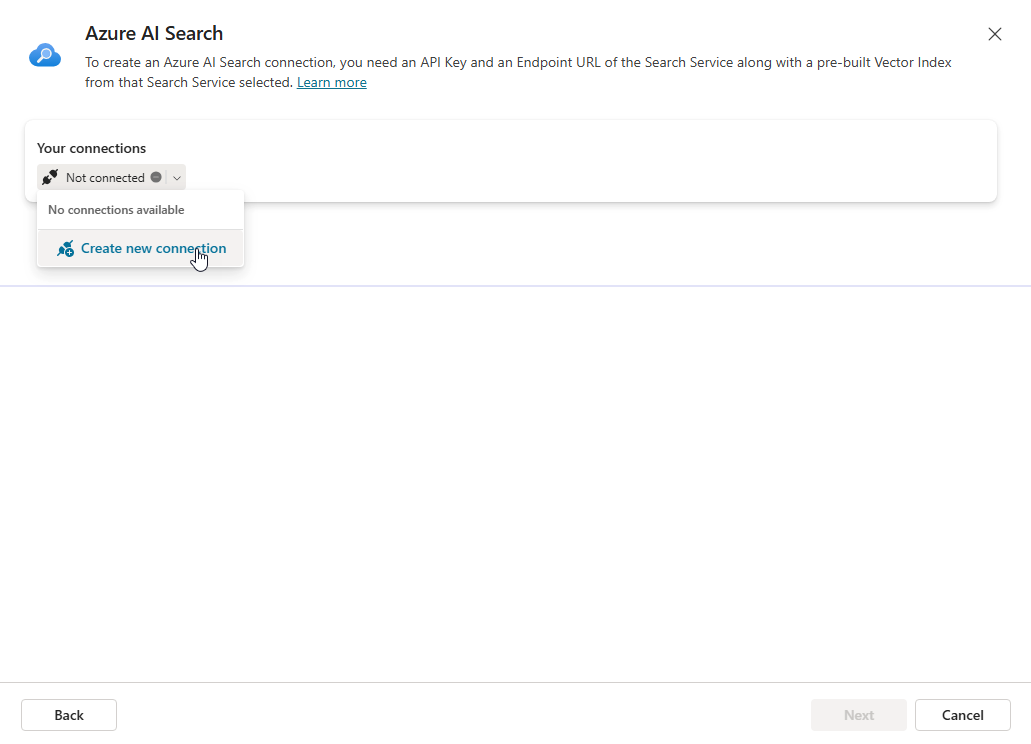 Azure AI Search
To create an Azure AI Search connection, you need an API Key and an Endpoint URL of the Search Service along with a pre-built Vector Index
from that Search Service selected. Learn more
Your connections
Not connected
No connections available
Create new connection
Back
Next
Cancel